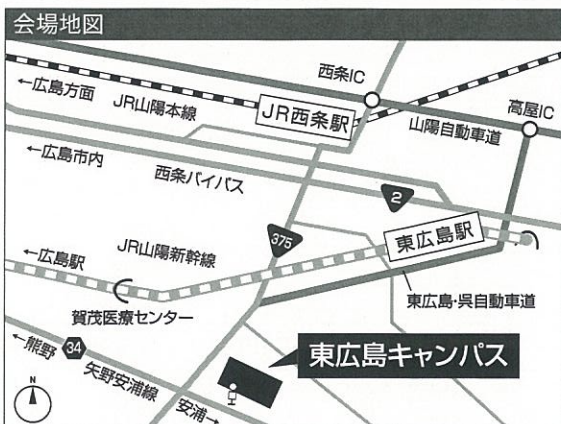 会場地図
西条IC
←広島方面
JR山陽本線
JR西条駅
高屋IC
山陽自動車道
←広島市内
西条バイパス
2
375
東広島駅
←広島駅
JR山陽新幹線
賀茂医療センター
東広島・呉自動車道
東広島キャンパス
←熊野
34
矢野安浦線
安浦→
N